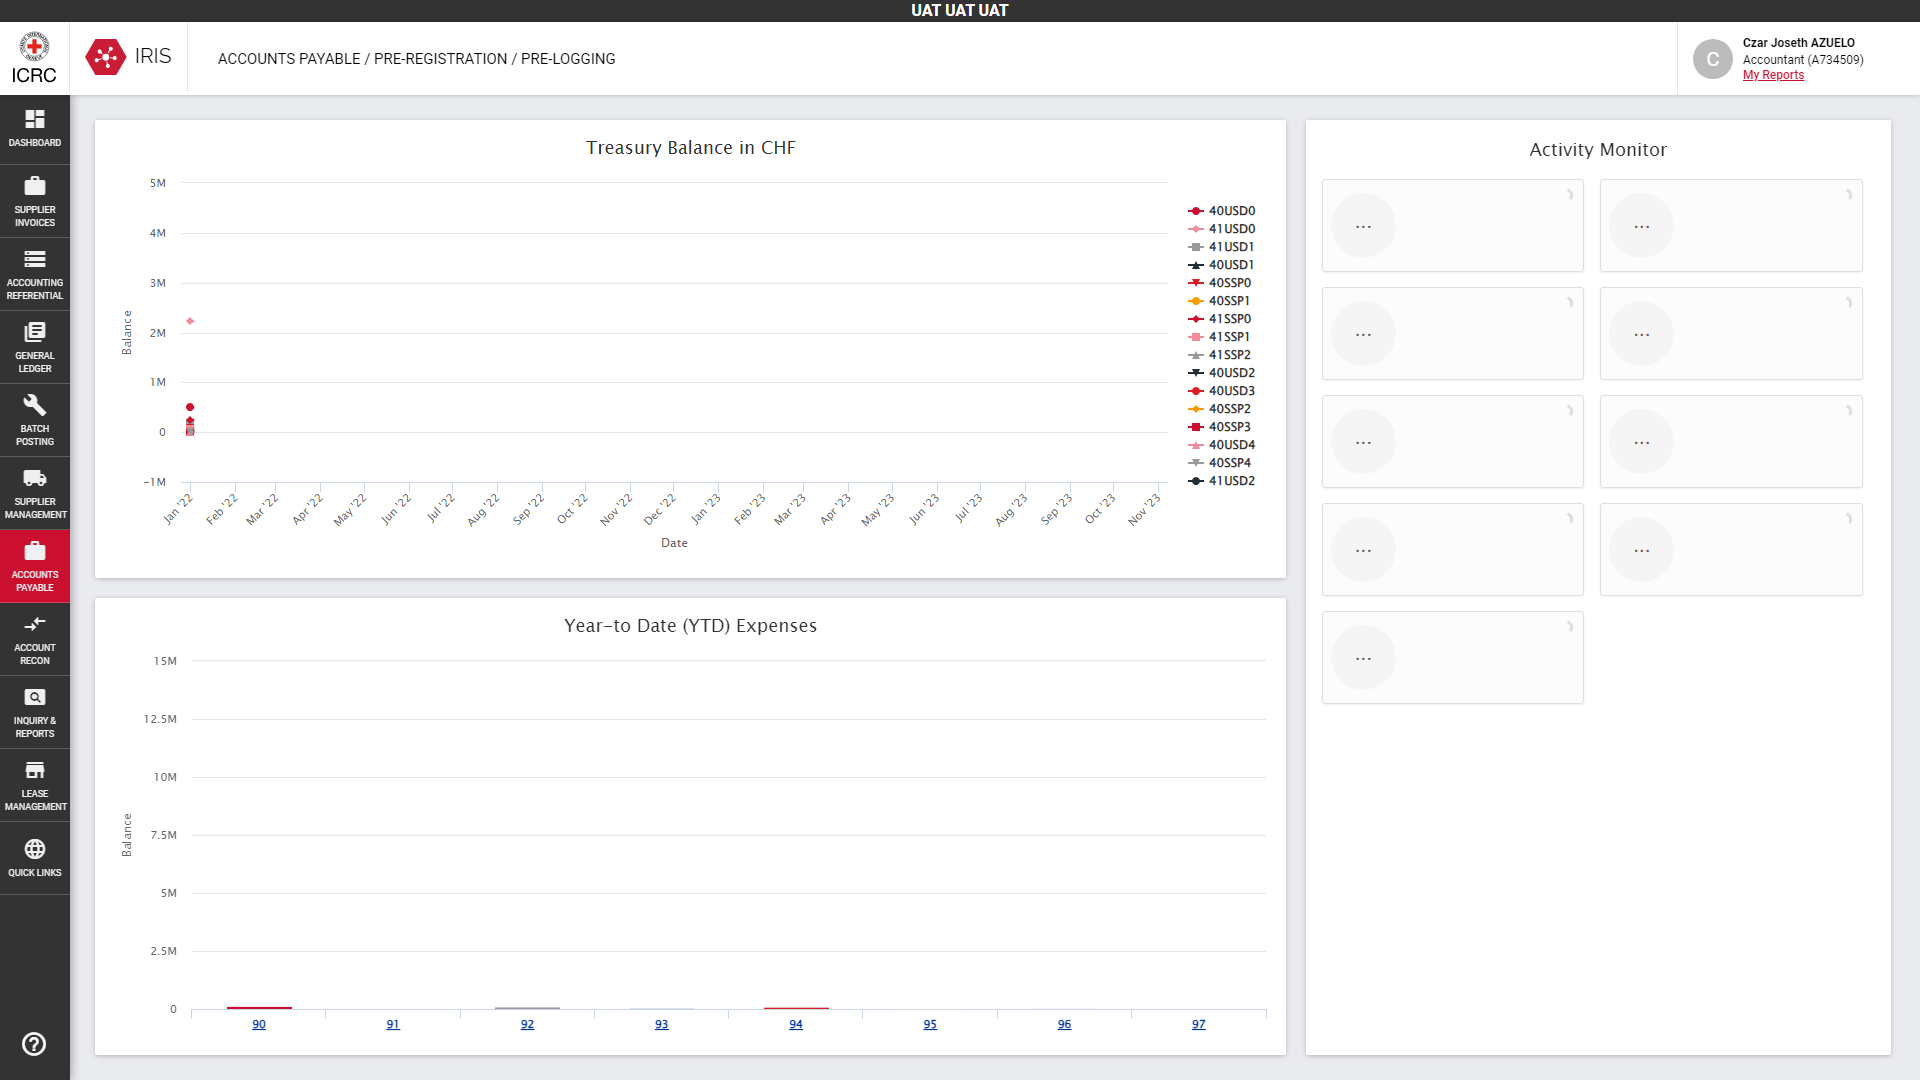 UAT UAT UAT
ICRC
IRIS
ACCOUNTS PAYABLE / PRE-REGISTRATION / PRE-LOGGING
C
Czar Joseth AZUELO
Accountant (A734509)
My Reports
DASHBOARD
SUPPLIER
INVOICES
ACCOUNTING
REFERENTIAL
GENERAL
LEDGER
BATCH
POSTING
SUPPLIER
MANAGEMENT
ACCOUNTS
PAYABLE
ACCOUNT
RECON
INQUIRY &
REPORTS
LEASE
MANAGEMENT
QUICK LINKS
Treasury Balance in CHF
Balance
5M
4M
3M
2M
1M
0
-1M
Jan '22
Feb '22
Mar '22
Apr '22
May '22
Jun '22
Jul '22
Aug '22
Sep '22
Oct '22
Nov '22
Dec '22
Jan '23
Feb '23
Mar '23
Apr '23
May '23
Jun '23
Jul '23
Aug '23
Sep '23
Oct '23
Nov '23
Date
40USD0
41USD0
41USD1
40USD1
40SSP0
40SSP1
41SSP0
41SSP1
41SSP2
40USD2
40USD3
40SSP2
40SSP3
40USD4
40SSP4
41USD2
Year-to Date (YTD) Expenses
Balance
15M
12.5M
10M
7.5M
5M
2.5M
0
90
91
92
93
94
95
96
97
Activity Monitor
...
...
...
...
...
...
...
...
...